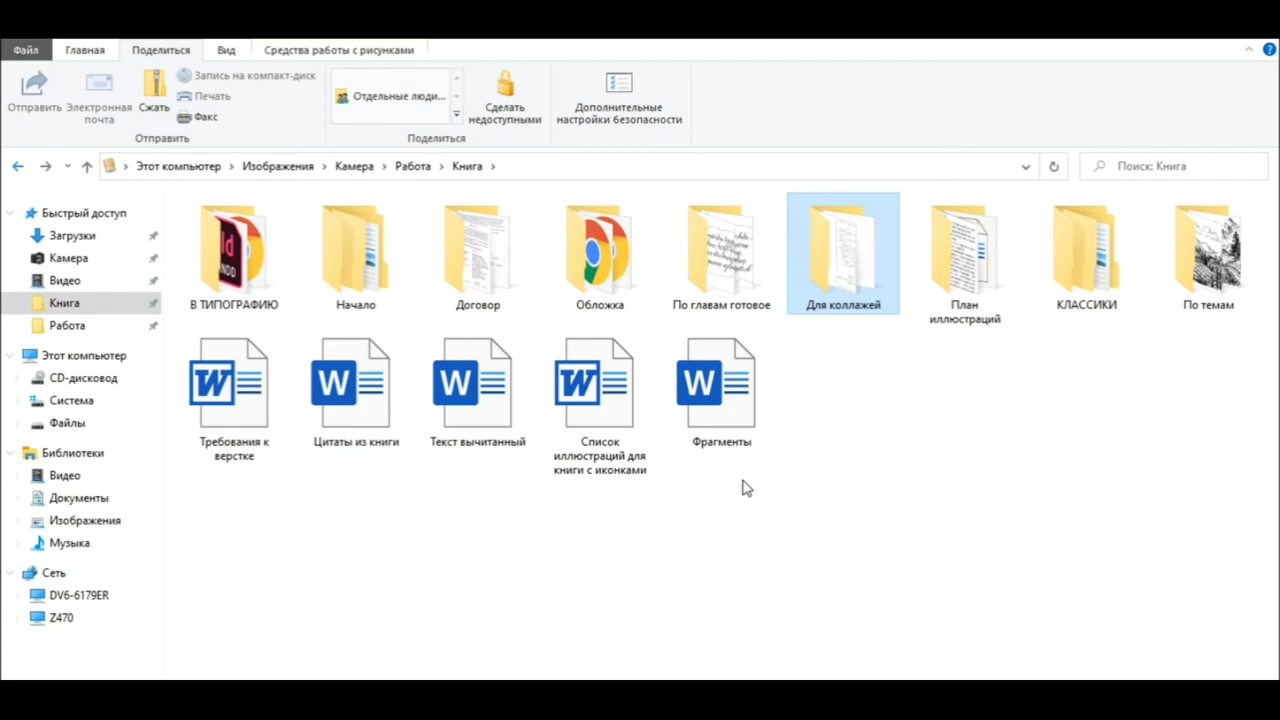 Файл Главная Поделиться Вид Средства работы с рисунками
Отправить
Электронная почта
Сжать
Запись на компакт-диск
Печать
Факс
Отправить
Отдельные люди...
Сделать недоступными
Поделиться
Дополнительные настройки безопасности
Этот компьютер Изображения Камера Работа Книга
Поиск: Книга
Быстрый доступ
Загрузки
Камера
Видео
Книга
Работа
Этот компьютер
CD-дисковод
Система
Файлы
Библиотеки
Видео
Документы
Изображения
Музыка
Сеть
DV6-6179ER
Z470
В ТИПОГРАФИЮ
Начало
Договор
Обложка
По главам готовое
Для коллажей
План
иллюстраций
КЛАССИКИ
По темам
Требования к
верстке
Цитаты из книги
Текст вычитанный
Список
иллюстраций для
книги с иконками
Фрагменты